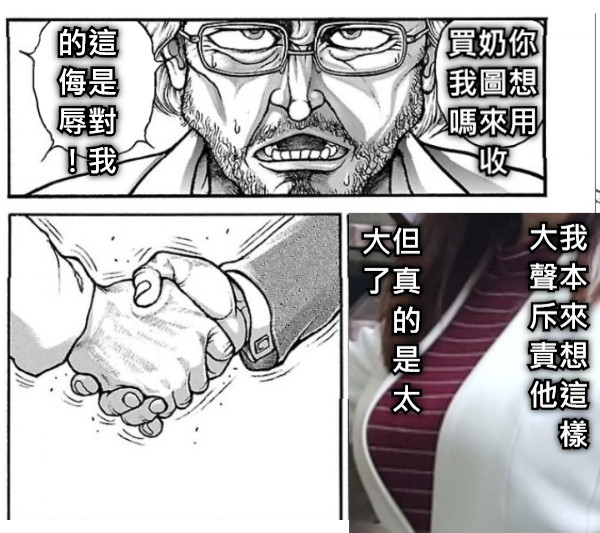 你想用
奶圖來收
買我嗎
這是對我
的侮辱！
我本來想這樣
大聲斥責他
但真的是太
大了